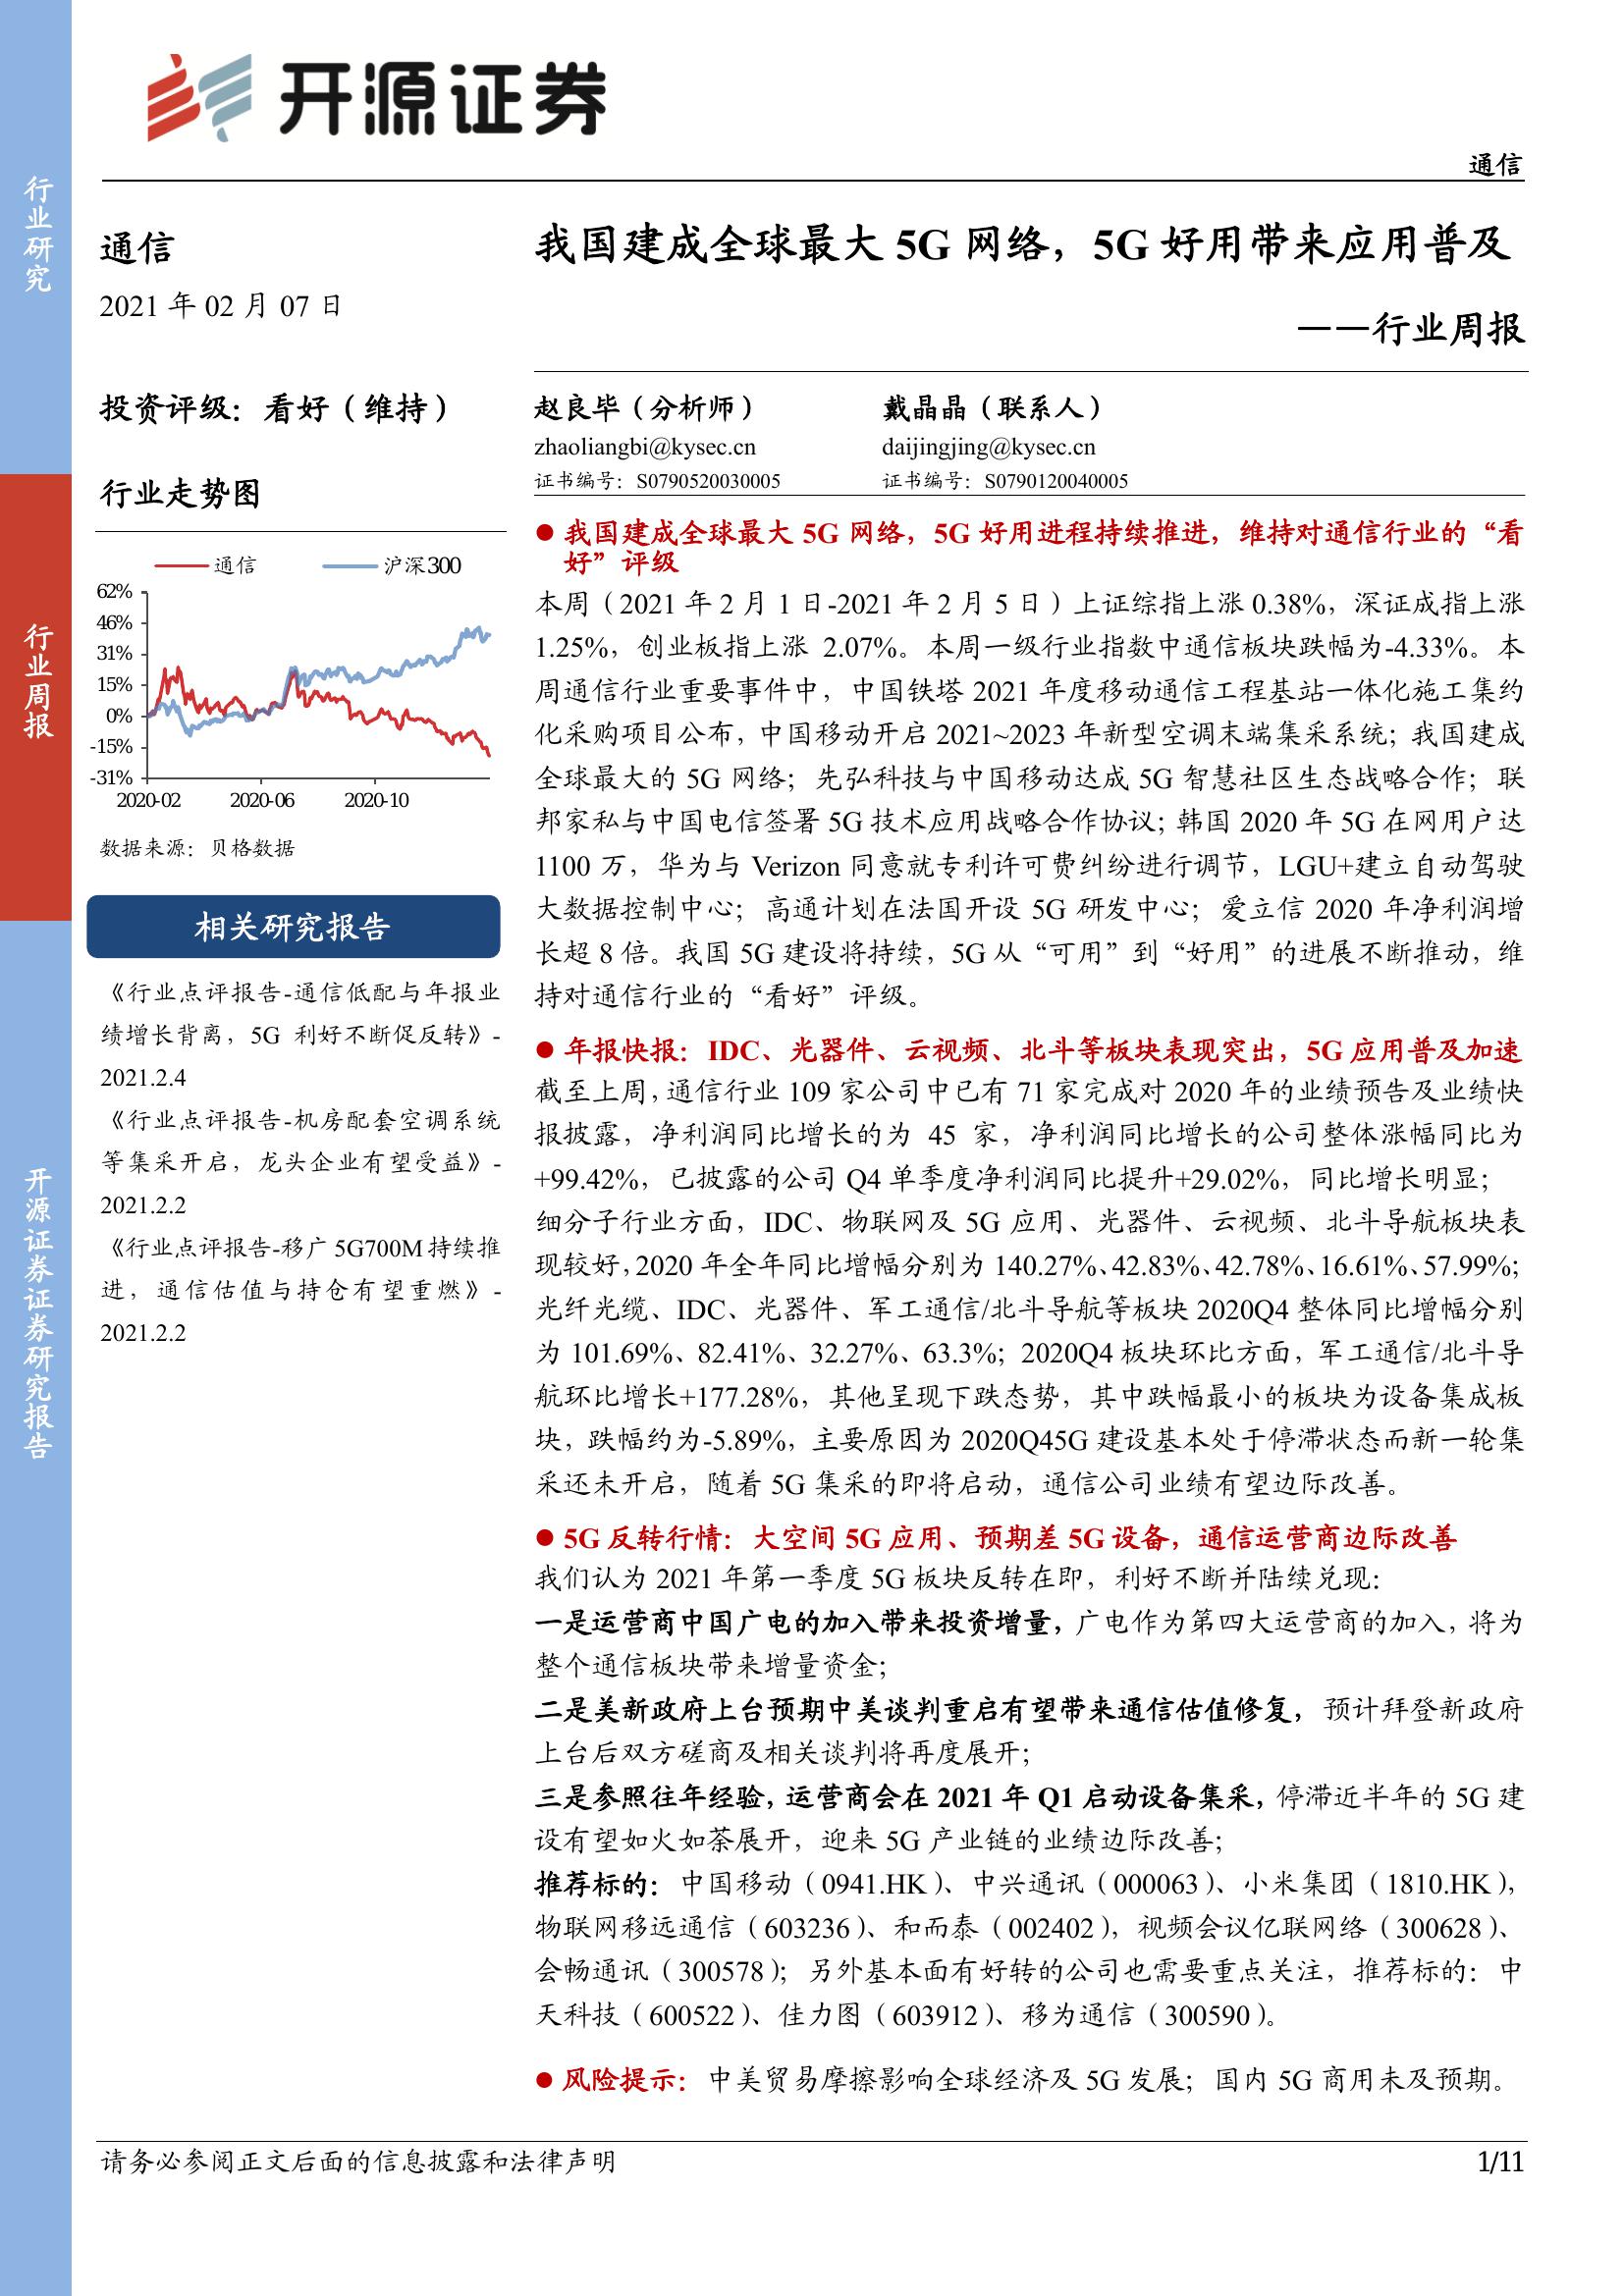 开源证券
通信
行业研究
行业周报
开源证券证券研究报告
通信
2021 年 02 月 07 日
投资评级：看好（维持）
行业走势图
通信
沪深300
62%
46%
31%
15%
0%
-15%
-31%
2020-02
2020-06
2020-10
数据来源：贝格数据
相关研究报告
《行业点评报告-通信低配与年报业
绩增长背离，5G 利好不断促反转》-
2021.2.4
《行业点评报告-机房配套空调系统
等集采开启，龙头企业有望受益》-
2021.2.2
《行业点评报告-移广 5G700M 持续推
进，通信估值与持仓有望重燃》-
2021.2.2
我国建成全球最大 5G 网络，5G 好用带来应用普及
——行业周报
赵良毕（分析师）
戴晶晶（联系人）
zhaoliangbi@kysec.cn
daijingjing@kysec.cn
证书编号：S0790520030005
证书编号：S0790120040005
● 我国建成全球最大 5G 网络，5G 好用进程持续推进，维持对通信行业的“看
好”评级
本周（2021 年 2 月 1 日-2021 年 2 月 5 日）上证综指上涨 0.38%，深证成指上涨
1.25%，创业板指上涨 2.07%。本周一级行业指数中通信板块跌幅为-4.33%。本
周通信行业重要事件中，中国铁塔 2021 年度移动通信工程基站一体化施工集约
化采购项目公布，中国移动开启 2021~2023 年新型空调末端集采系统；我国建成
全球最大的 5G 网络；先弘科技与中国移动达成 5G 智慧社区生态战略合作；联
邦家私与中国电信签署 5G 技术应用战略合作协议；韩国 2020 年 5G 在网用户达
1100 万，华为与 Verizon 同意就专利许可费纠纷进行调节，LGU+建立自动驾驶
大数据控制中心；高通计划在法国开设 5G 研发中心；爱立信 2020 年净利润增
长超 8 倍。我国 5G 建设将持续，5G 从“可用”到“好用”的进展不断推动，维
持对通信行业的“看好”评级。
● 年报快报：IDC、光器件、云视频、北斗等板块表现突出，5G 应用普及加速
截至上周，通信行业 109 家公司中已有 71 家完成对 2020 年的业绩预告及业绩快
报披露，净利润同比增长的为 45 家，净利润同比增长的公司整体涨幅同比为
+99.42%，已披露的公司 Q4 单季度净利润同比提升+29.02%，同比增长明显；
细分子行业方面，IDC、物联网及 5G 应用、光器件、云视频、北斗导航板块表
现较好，2020 年全年同比增幅分别为 140.27%、42.83%、42.78%、16.61%、57.99%；
光纤光缆、IDC、光器件、军工通信/北斗导航等板块 2020Q4 整体同比增幅分别
为 101.69%、82.41%、32.27%、63.3%；2020Q4 板块环比方面，军工通信/北斗导
航环比增长+177.28%，其他呈现下跌态势，其中跌幅最小的板块为设备集成板
块，跌幅约为-5.89%，主要原因为 2020Q45G 建设基本处于停滞状态而新一轮集
采还未开启，随着 5G 集采的即将启动，通信公司业绩有望边际改善。
● 5G 反转行情：大空间 5G 应用、预期差 5G 设备，通信运营商边际改善
我们认为 2021 年第一季度 5G 板块反转在即，利好不断并陆续兑现：
一是运营商中国广电的加入带来投资增量，广电作为第四大运营商的加入，将为
整个通信板块带来增量资金；
二是美新政府上台预期中美谈判重启有望带来通信估值修复，预计拜登新政府
上台后双方磋商及相关谈判将再度展开；
三是参照往年经验，运营商会在 2021 年 Q1 启动设备集采，停滞近半年的 5G 建
设有望如火如荼展开，迎来 5G 产业链的业绩边际改善；
推荐标的：中国移动（0941.HK）、中兴通讯（000063）、小米集团（1810.HK），
物联网移远通信（603236）、和而泰（002402），视频会议亿联网络（300628）、
会畅通讯（300578）；另外基本面有好转的公司也需要重点关注，推荐标的：中
天科技（600522）、佳力图（603912）、移为通信（300590）。
● 风险提示：中美贸易摩擦影响全球经济及 5G 发展；国内 5G 商用未及预期。
请务必参阅正文后面的信息披露和法律声明
1/11